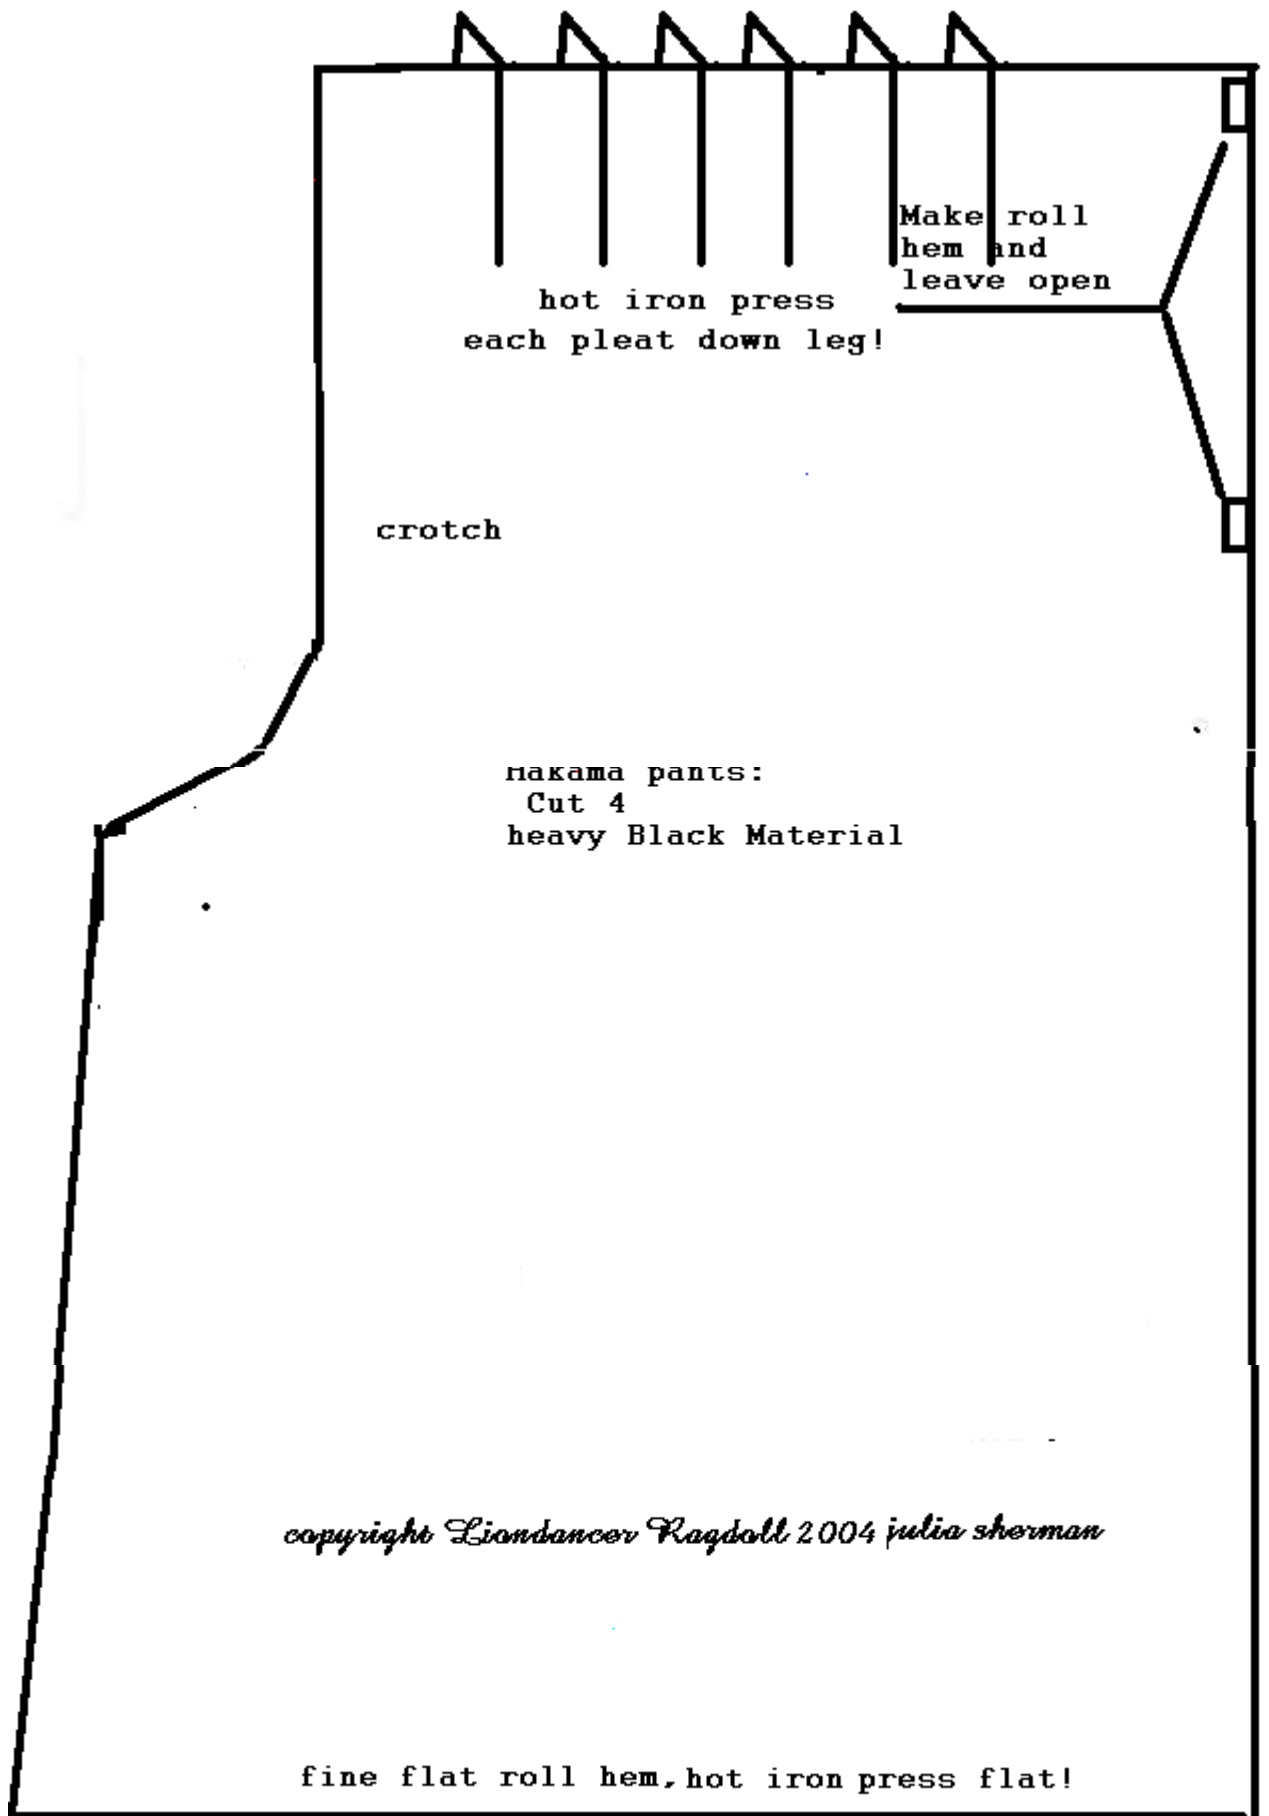 Make roll
hem and
leave open
hot iron press
each pleat down leg!
crotch
Hakama pants:
Cut 4
heavy Black Material
copyright Liondancer Ragdoll 2004 julia sherman
fine flat roll hem, hot iron press flat!